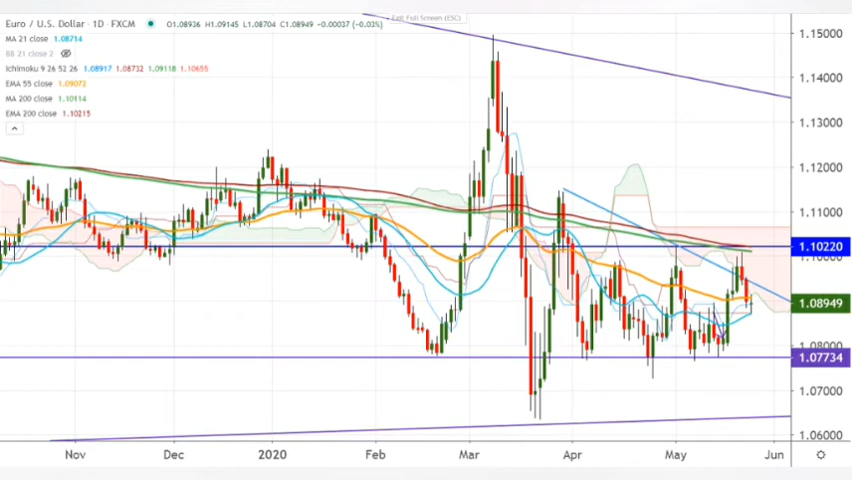 Euro / U.S. Dollar · 1D · FXCM O1.08936 H1.09145 L1.08704 C1.08949 −0.00037 (−0.03%)
Exit Full Screen (ESC)
MA 21 close 1.08714
BB 21 close 2
Ichimoku 9 26 52 26 1.08917 1.08732 1.09118 1.10655
EMA 55 close 1.09072
MA 200 close 1.10114
EMA 200 close 1.10215
1.15000
1.14000
1.13000
1.12000
1.11000
1.10220
1.10000
1.08949
1.08000
1.07734
1.07000
1.06000
Nov Dec 2020 Feb Mar Apr May Jun